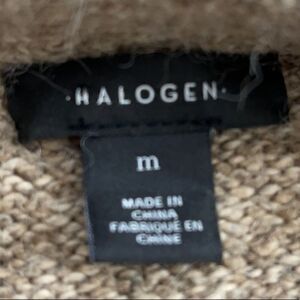 ·HALOGEN·
m
MADE IN
CHINA
FABRIQUÉ EN
CHINE